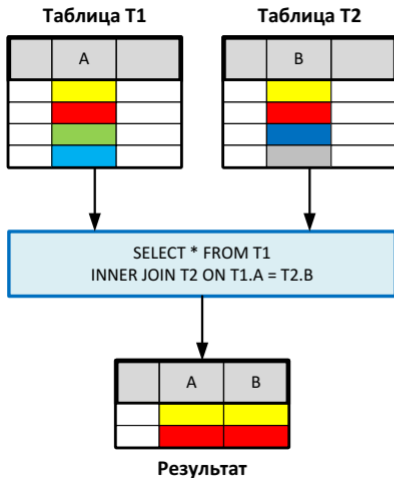 Таблица T1
Таблица T2
A
B
SELECT * FROM T1
INNER JOIN T2 ON T1.A = T2.B
A
B
Результат